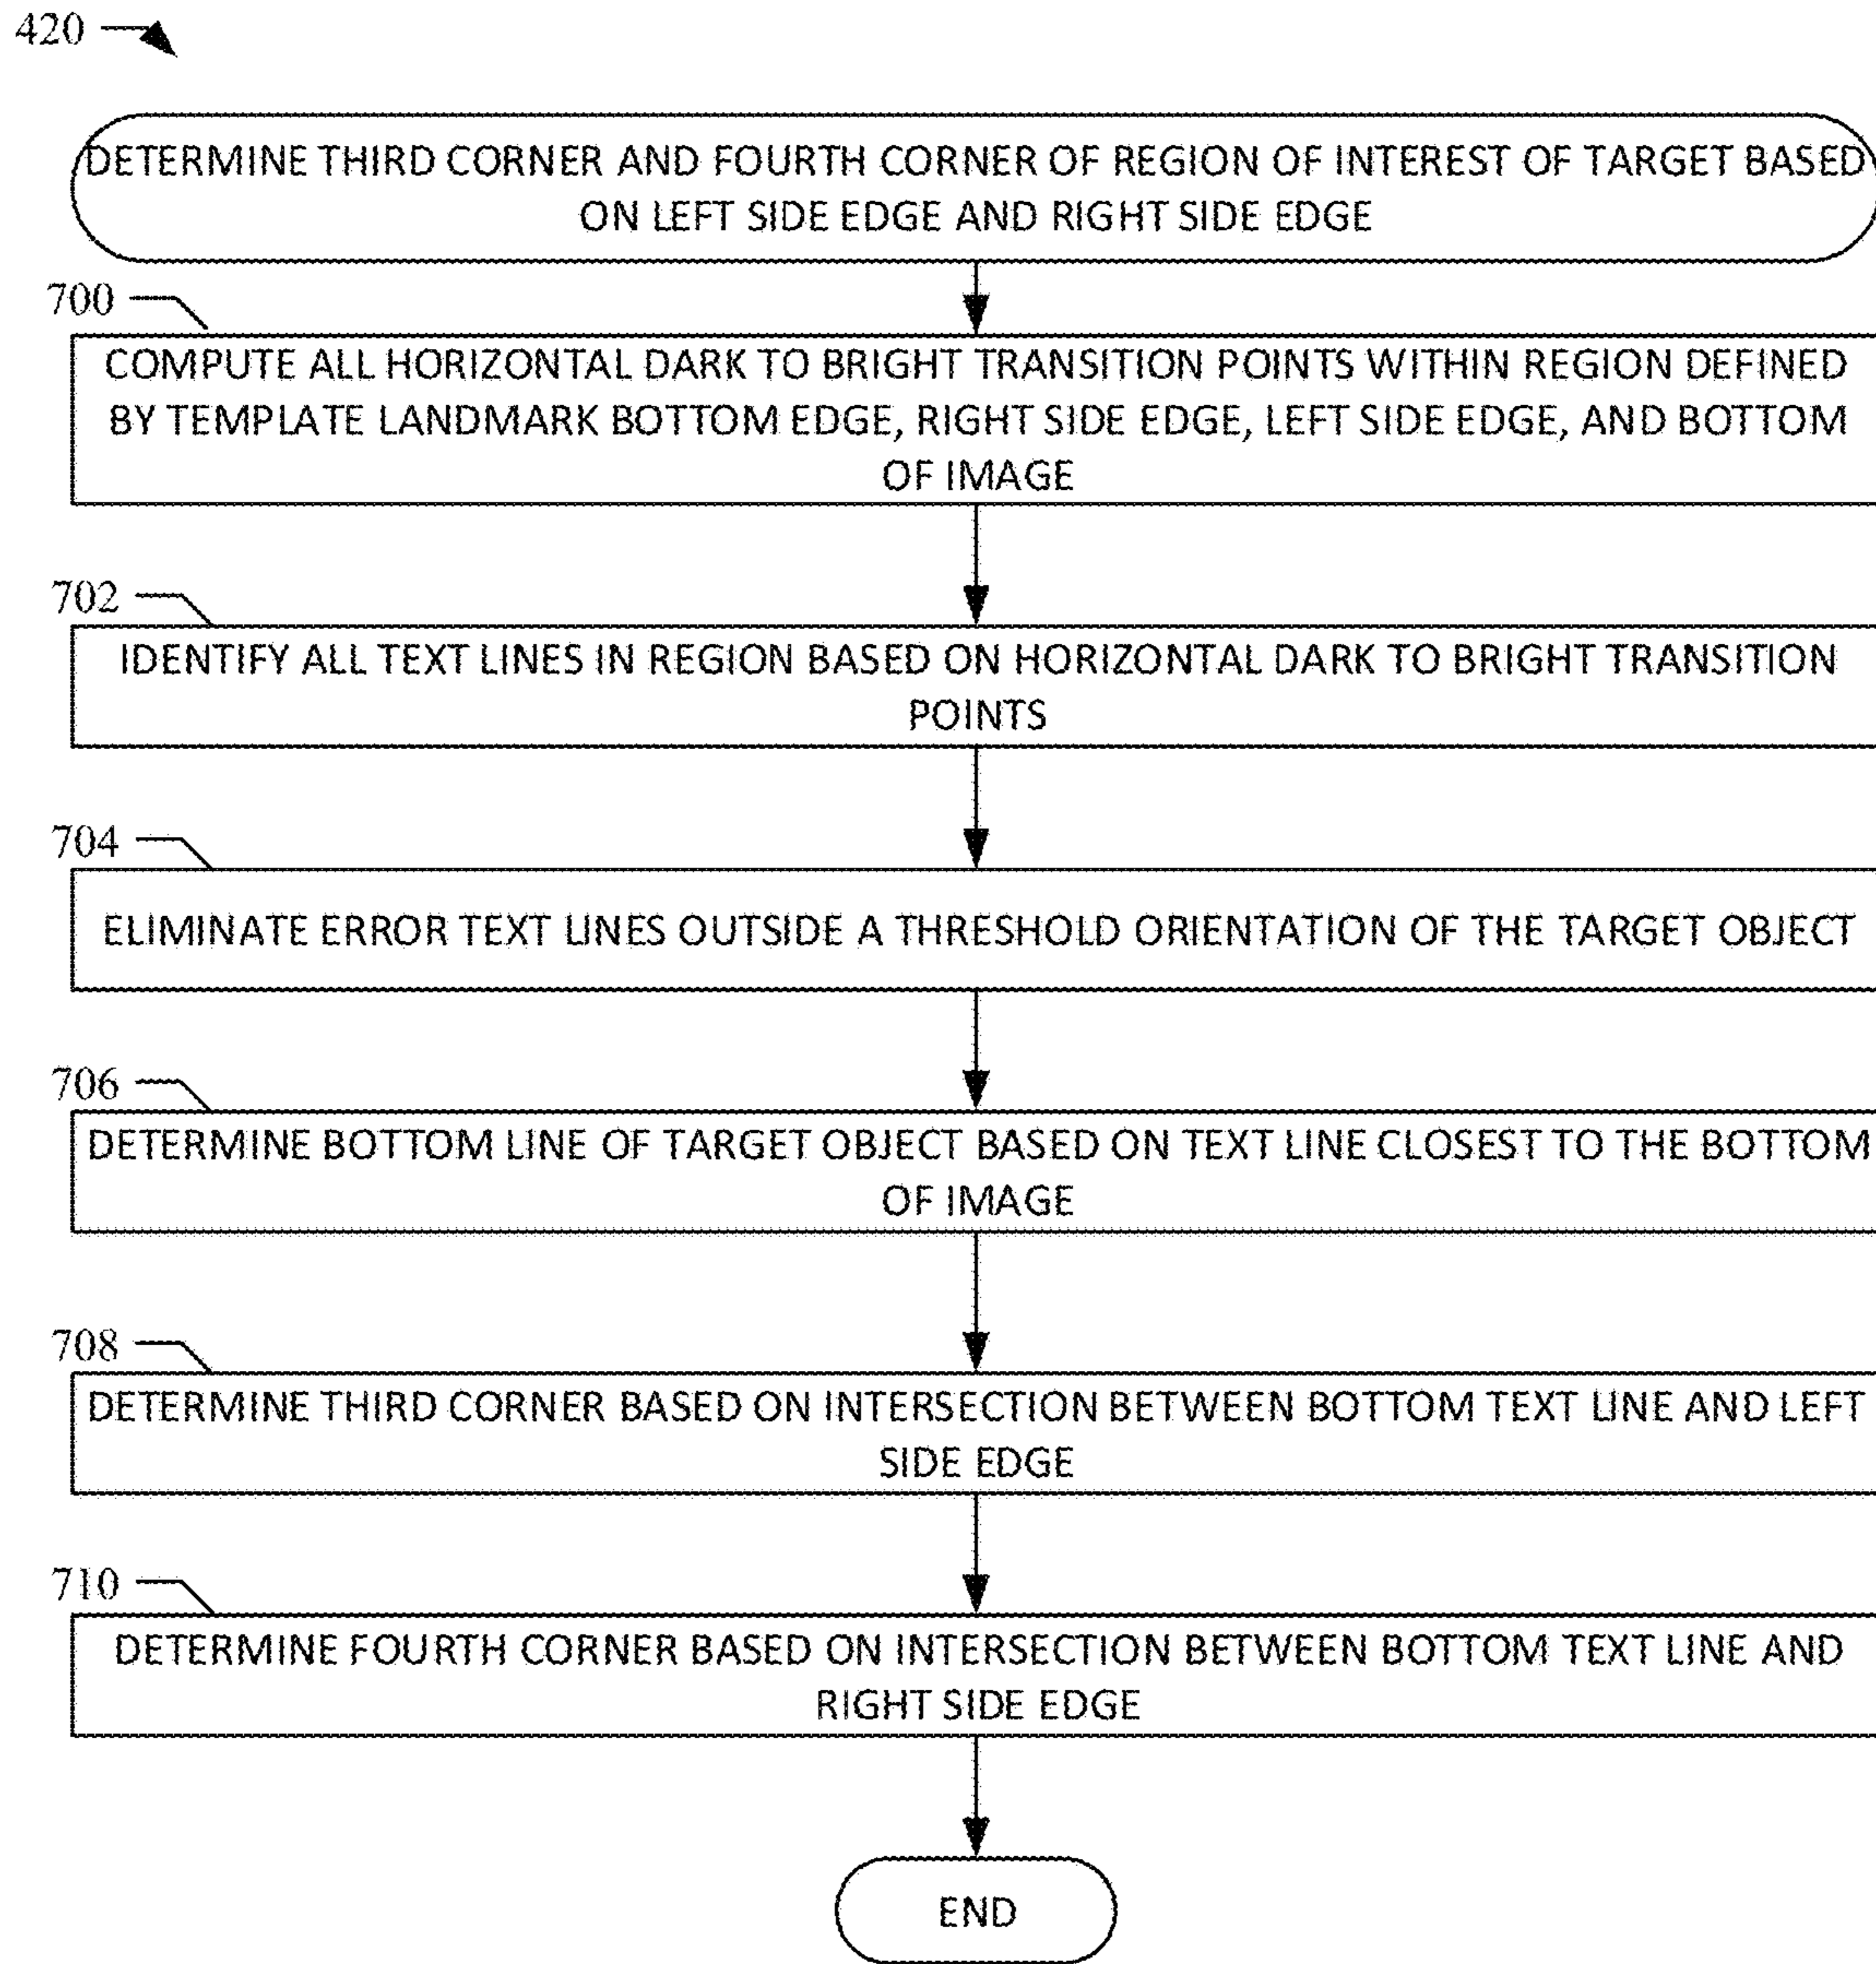 420
DETERMINE THIRD CORNER AND FOURTH CORNER OF REGION OF INTEREST OF TARGET BASED
ON LEFT SIDE EDGE AND RIGHT SIDE EDGE
700
COMPUTE ALL HORIZONTAL DARK TO BRIGHT TRANSITION POINTS WITHIN REGION DEFINED
BY TEMPLATE LANDMARK BOTTOM EDGE, RIGHT SIDE EDGE, LEFT SIDE EDGE, AND BOTTOM
OF IMAGE
702
IDENTIFY ALL TEXT LINES IN REGION BASED ON HORIZONTAL DARK TO BRIGHT TRANSITION
POINTS
704
ELIMINATE ERROR TEXT LINES OUTSIDE A THRESHOLD ORIENTATION OF THE TARGET OBJECT
706
DETERMINE BOTTOM LINE OF TARGET OBJECT BASED ON TEXT LINE CLOSEST TO THE BOTTOM
OF IMAGE
708
DETERMINE THIRD CORNER BASED ON INTERSECTION BETWEEN BOTTOM TEXT LINE AND LEFT
SIDE EDGE
710
DETERMINE FOURTH CORNER BASED ON INTERSECTION BETWEEN BOTTOM TEXT LINE AND
RIGHT SIDE EDGE
END